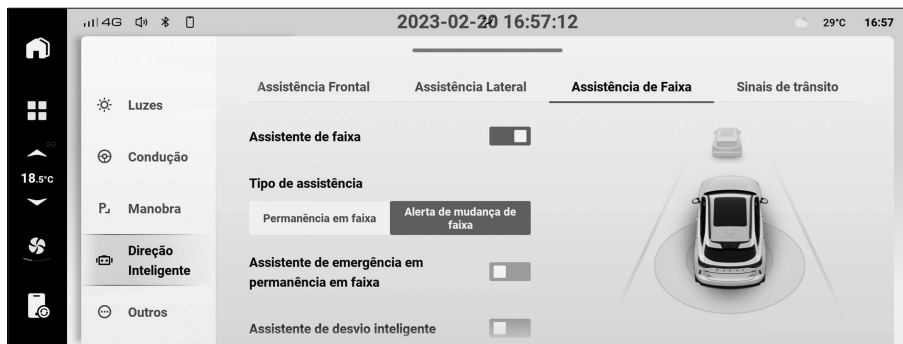 4G
2023-02-20 16:57:12
29°C 16:57
18.5°C
Luzes
Condução
P
Manobra
Direção
Inteligente
Outros
Assistência Frontal
Assistência Lateral
Assistência de Faixa
Sinais de trânsito
Assistente de faixa
Tipo de assistência
Permanência em faixa
Alerta de mudança de
faixa
Assistente de emergência em
permanência em faixa
Assistente de desvio inteligente